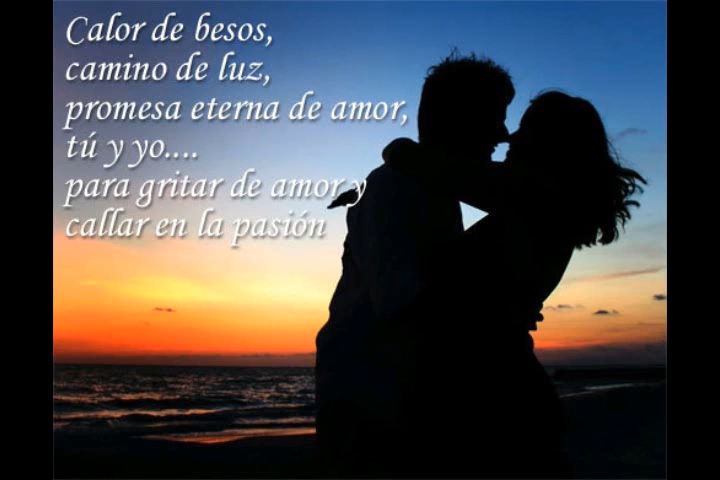 Calor de besos,
camino de luz,
promesa eterna de amor,
tú y yo....
para gritar de amor y
callar en la pasión